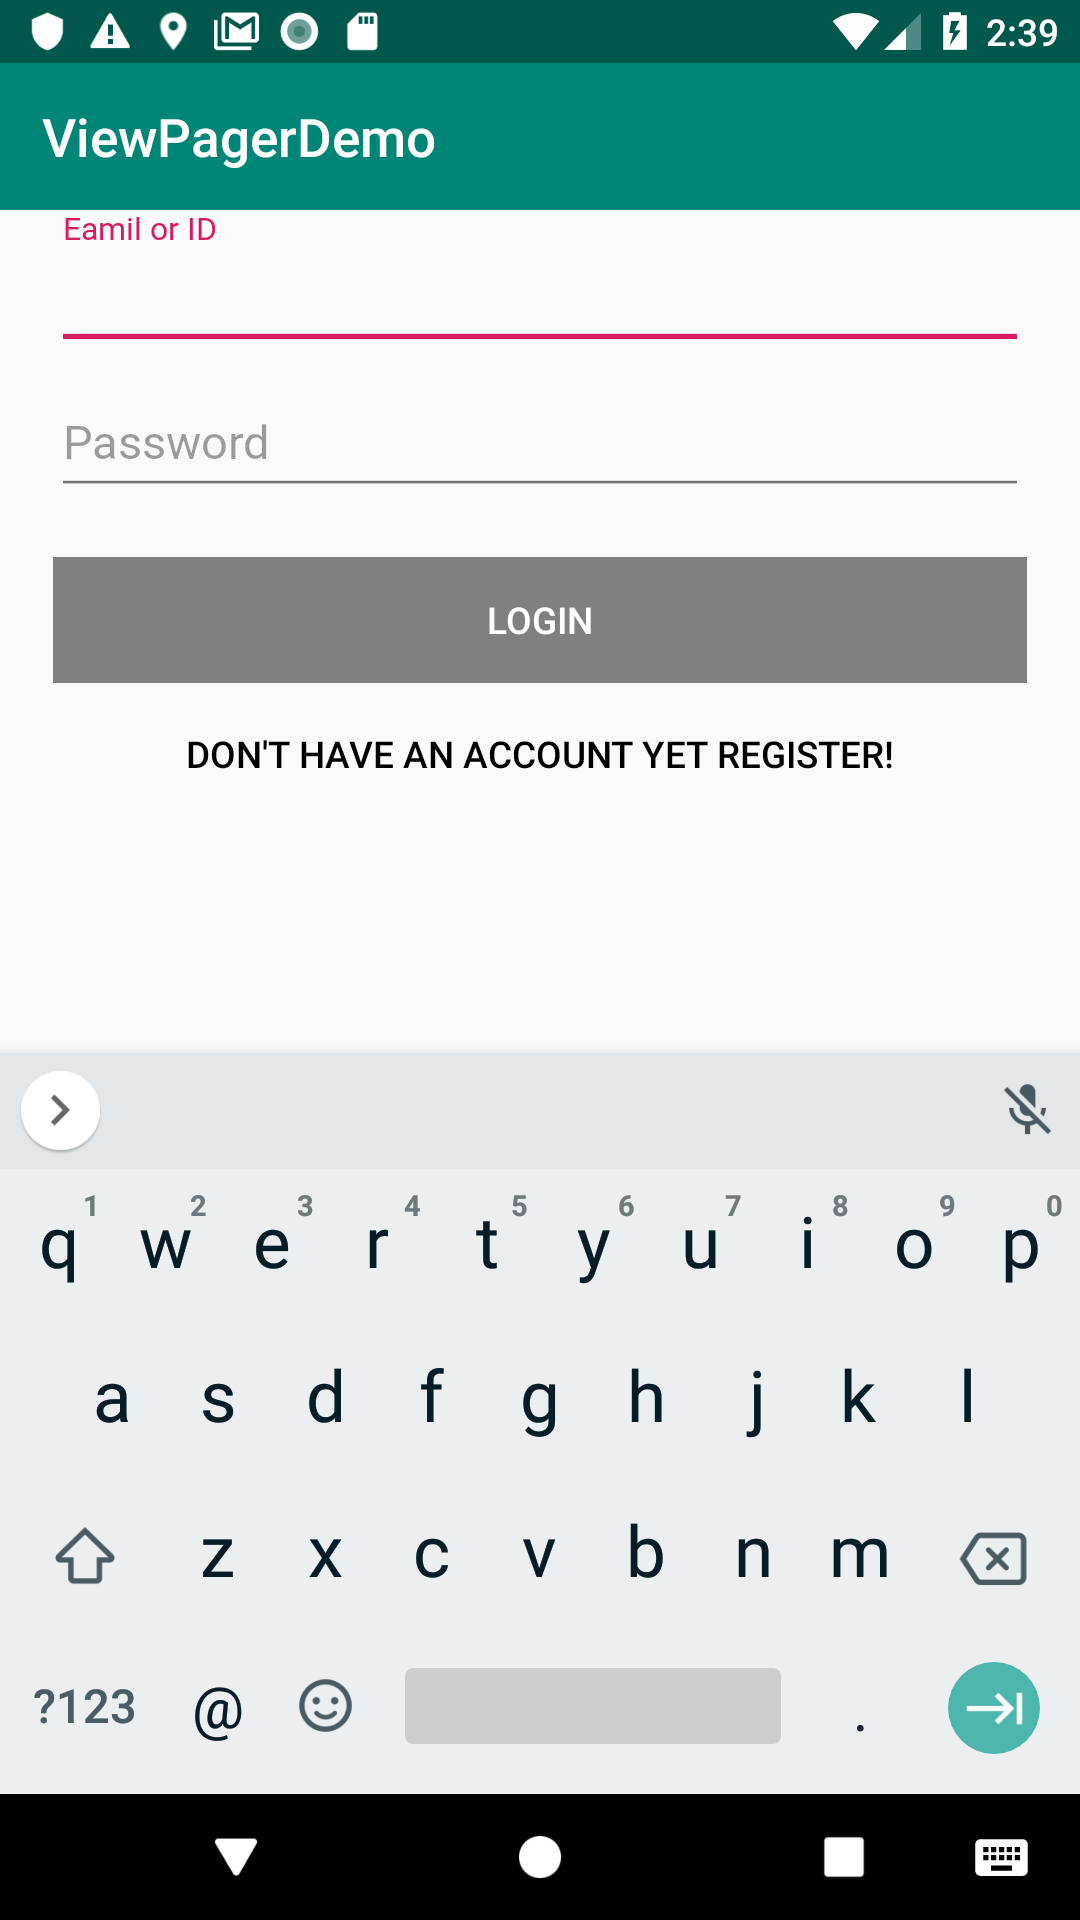 2:39
ViewPagerDemo
Eamil or ID
Password
LOGIN
DON'T HAVE AN ACCOUNT YET REGISTER!
1 2 3 4 5 6 7 8 9 0
q w e r t y u i o p
a s d f g h j k l
z x c v b n m
?123 @ .